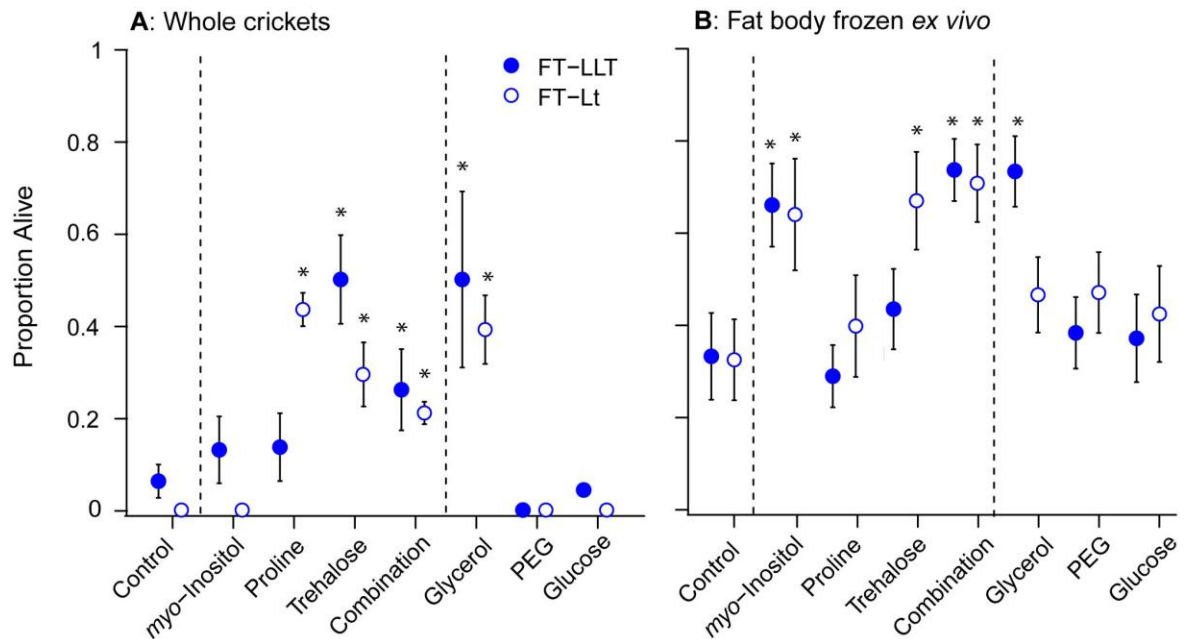 A: Whole crickets
B: Fat body frozen ex vivo
Proportion Alive
1
0.8
0.6
0.4
0.2
0
FT−LLT
FT−Lt
* * * * * * *
* * * * * *
Control
myo−Inositol
Proline
Trehalose
Combination
Glycerol
PEG
Glucose
Control
myo−Inositol
Proline
Trehalose
Combination
Glycerol
PEG
Glucose